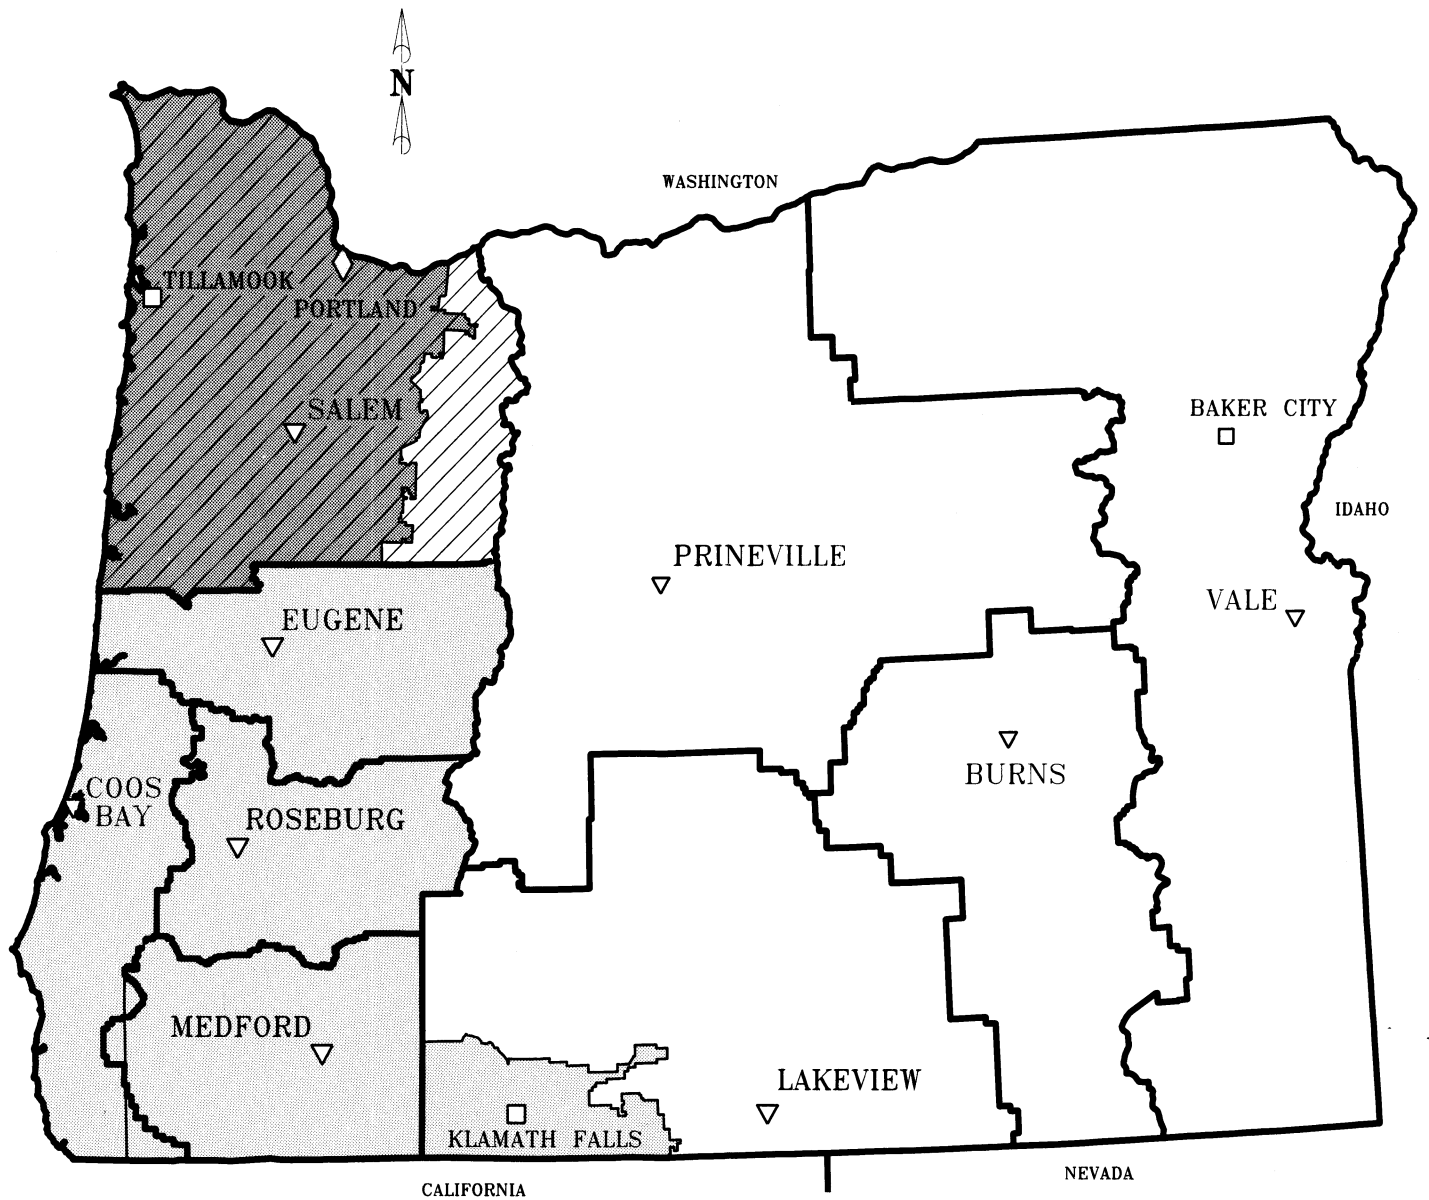 N
WASHINGTON
TILLAMOOK
PORTLAND
SALEM
BAKER CITY
IDAHO
PRINEVILLE
VALE
EUGENE
BURNS
COOS
BAY
ROSEBURG
MEDFORD
LAKEVIEW
KLAMATH FALLS
NEVADA
CALIFORNIA